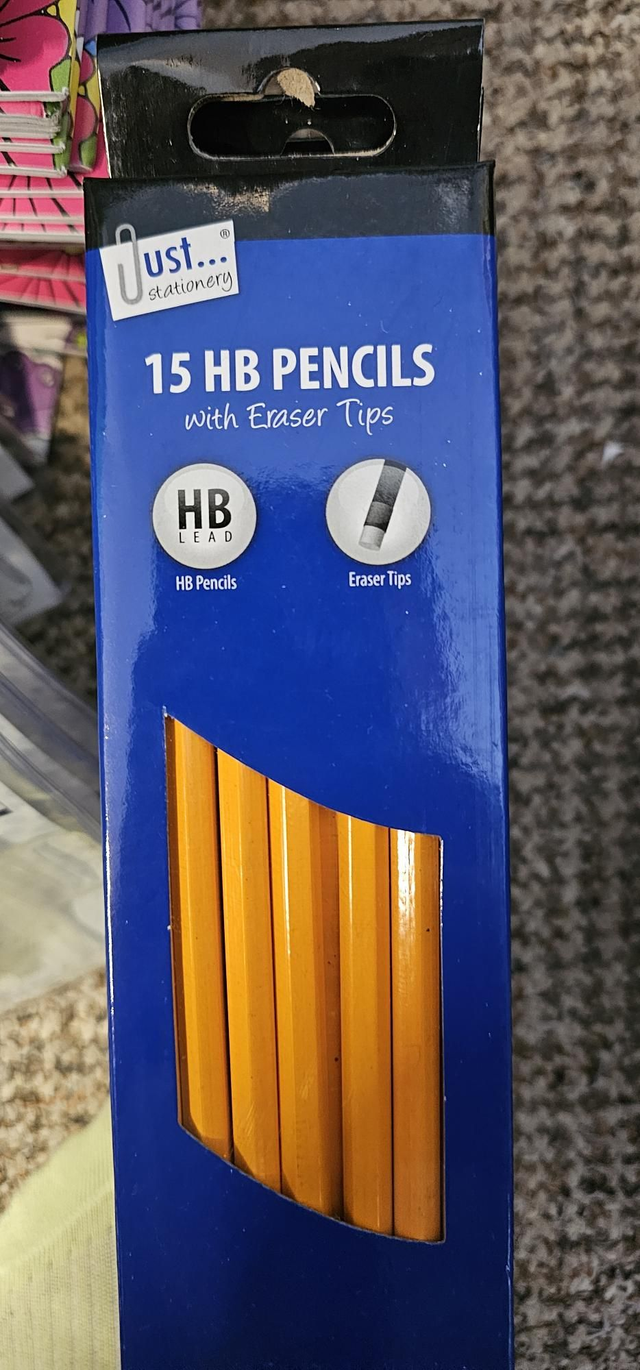 Just...®
stationery
15 HB PENCILS
with Eraser Tips
HB
LEAD
HB Pencils
Eraser Tips